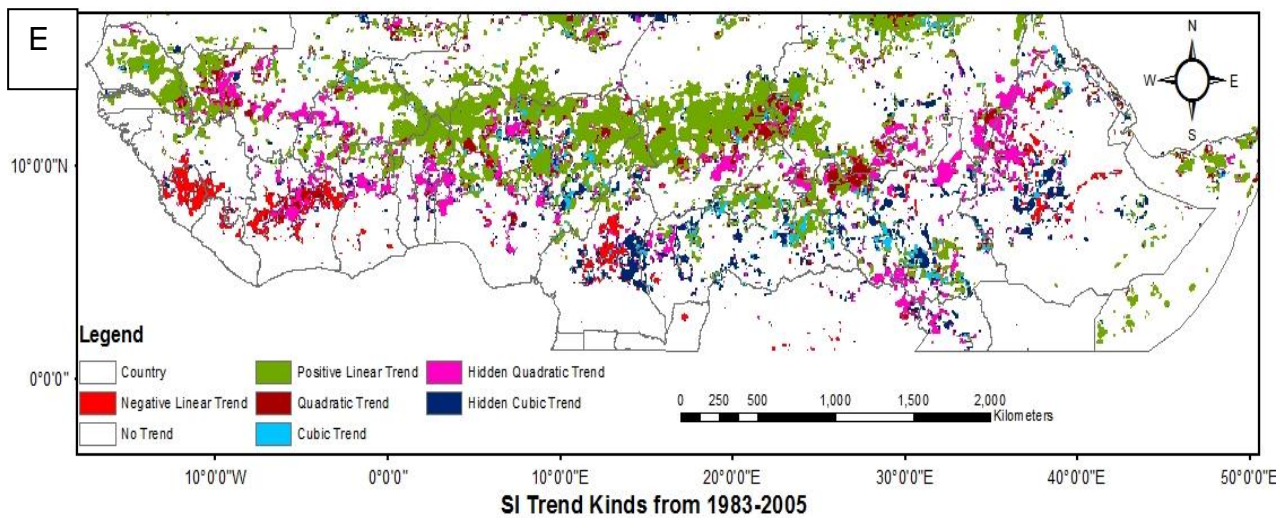 E
N
W E
S
10°0'0"N
0°0'0"
Legend
Country
Positive Linear Trend
Hidden Quadratic Trend
Negative Linear Trend
Quadratic Trend
Hidden Cubic Trend
No Trend
Cubic Trend
0 250 500 1,000 1,500 2,000
Kilometers
10°0'0"W 0°0'0" 10°0'0"E 20°0'0"E 30°0'0"E 40°0'0"E 50°0'0"E
SI Trend Kinds from 1983-2005